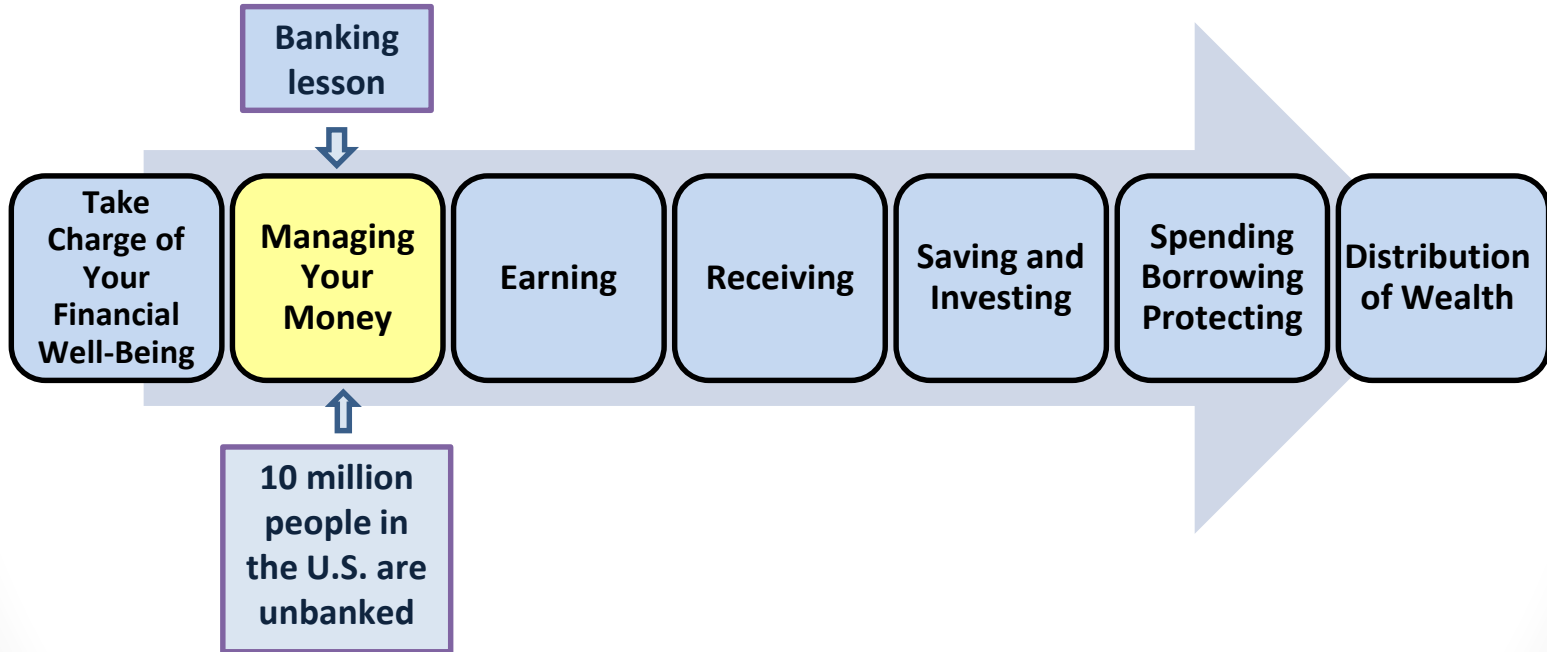 Banking
lesson
Take
Charge of
Your
Financial
Well-Being
Managing
Your
Money
Earning
Receiving
Saving and
Investing
Spending
Borrowing
Protecting
Distribution
of Wealth
10 million
people in
the U.S. are
unbanked